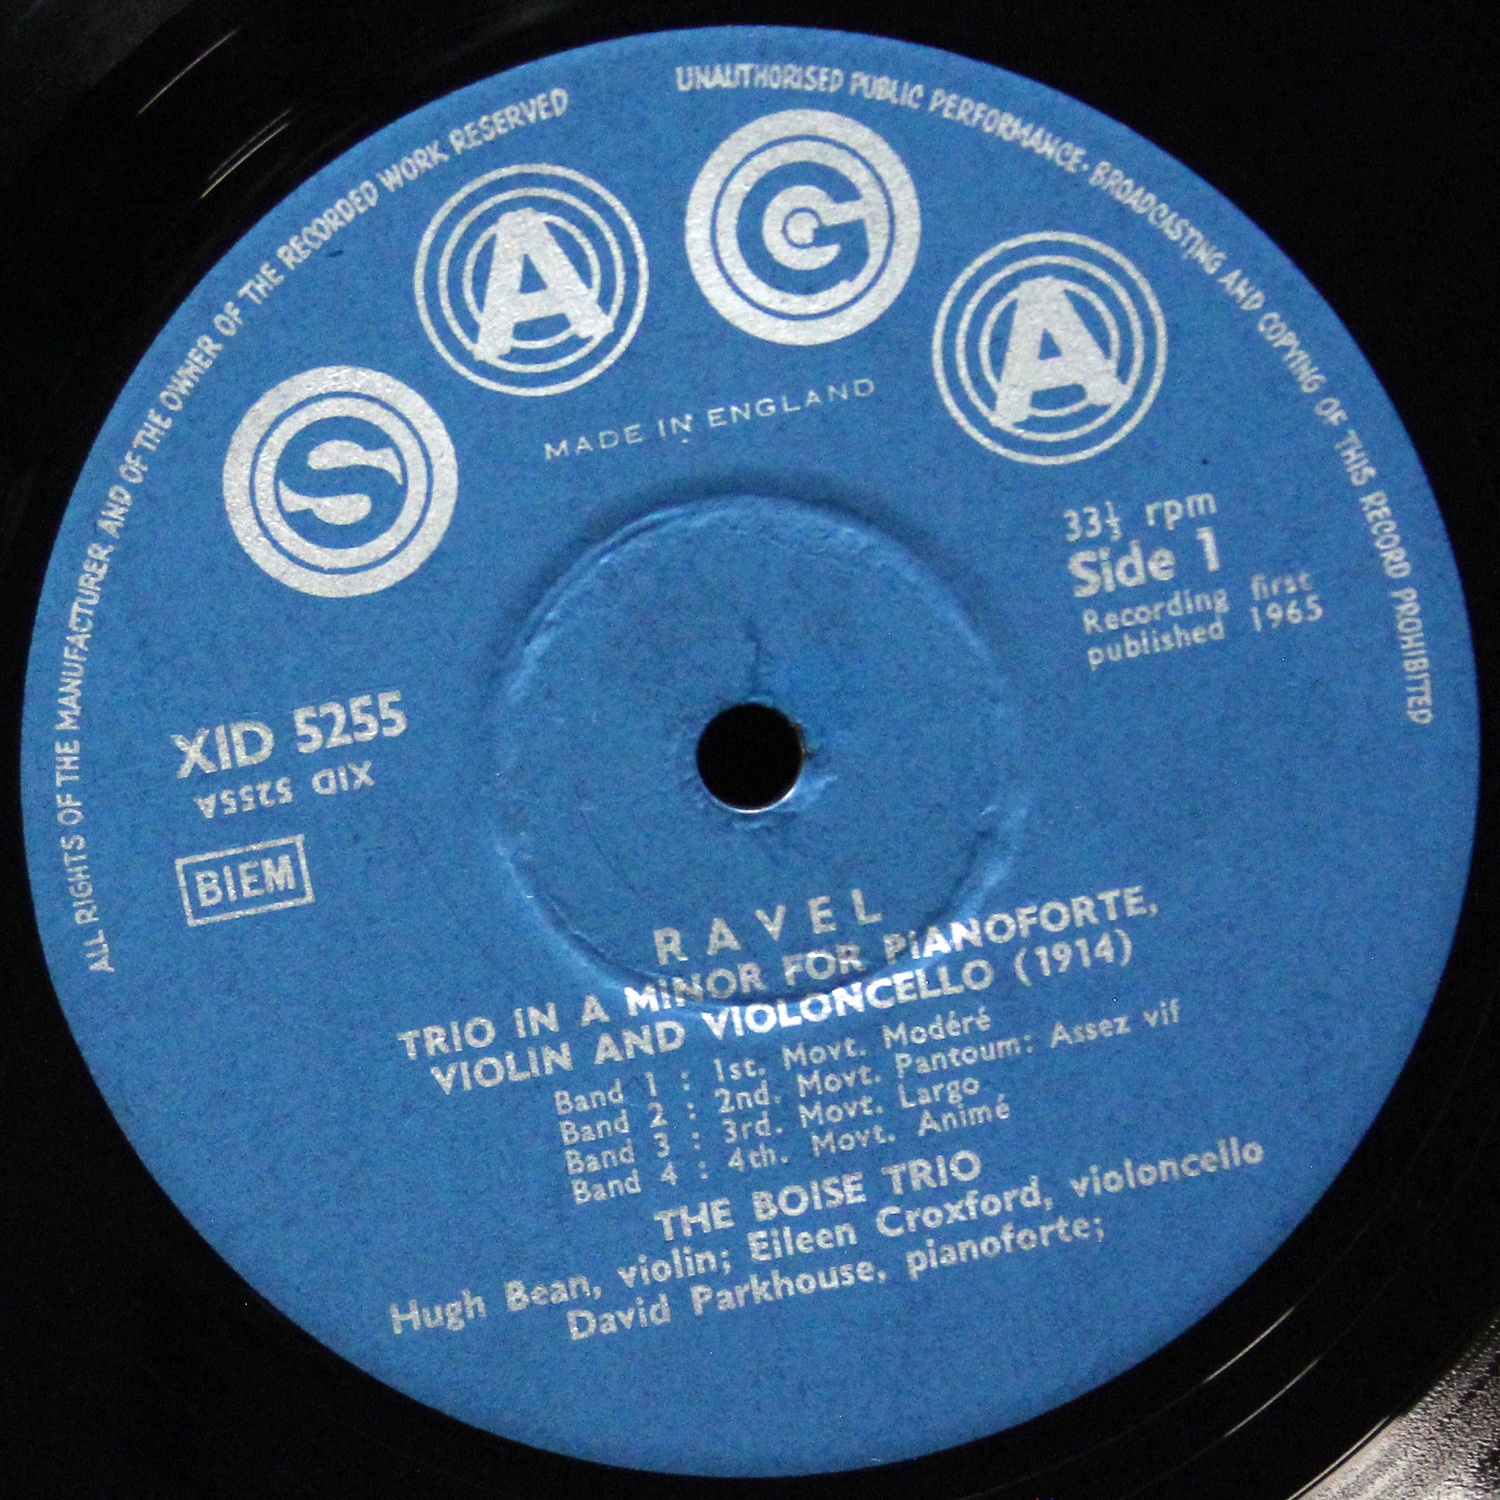 ALL RIGHTS OF THE MANUFACTURER AND OF THE OWNER OF THE RECORDED WORK RESERVED
UNAUTHORISED PUBLIC PERFORMANCE · BROADCASTING AND COPYING OF THIS RECORD PROHIBITED
SAGA
MADE IN ENGLAND
33⅓ rpm
Side 1
Recording first
published 1965
XID 5255
XID 5255A
BIEM
RAVEL
TRIO IN A MINOR FOR PIANOFORTE,
VIOLIN AND VIOLONCELLO (1914)
Band 1 : 1st. Movt. Modéré
Band 2 : 2nd. Movt. Pantoum: Assez vif
Band 3 : 3rd. Movt. Largo
Band 4 : 4th. Movt. Animé
THE BOISE TRIO
Hugh Bean, violin; Eileen Croxford, violoncello
David Parkhouse, pianoforte;